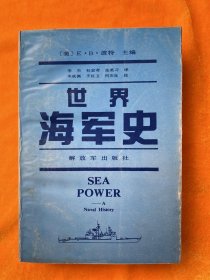 〔美〕E·B·波特 主编
世界
海军史
解放军出版社
SEA
POWER
——A
Naval History